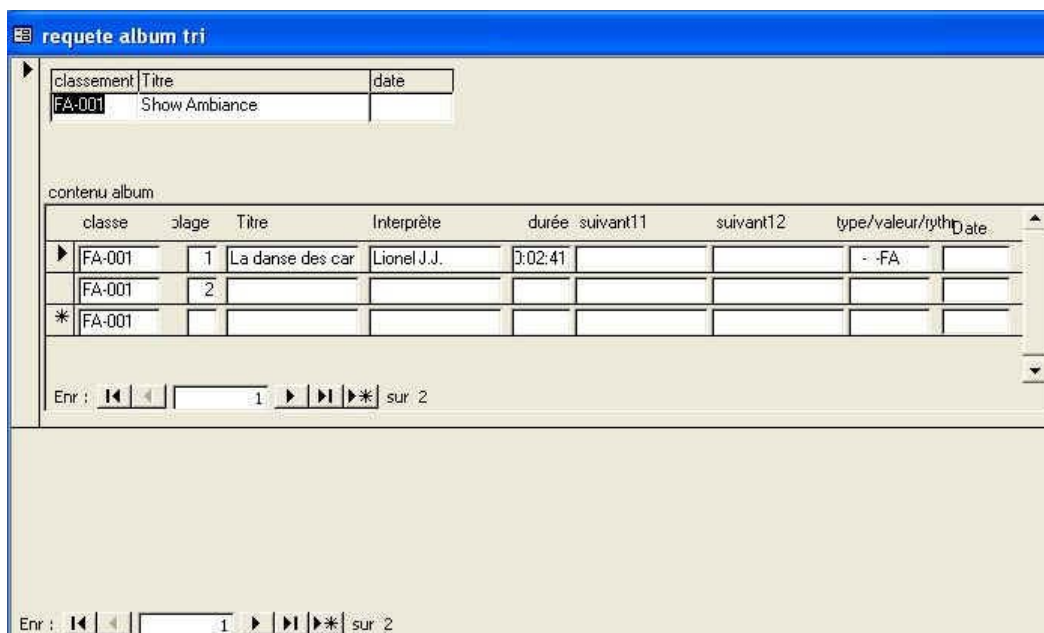 requete album tri
classement Titre date
FA-001 Show Ambiance
contenu album
classe plage Titre Interprète durée suivant11 suivant12 type/valeur/ryth Date
FA-001 1 La danse des car Lionel J.J. 0:02:41 - -FA
FA-001 2
* FA-001
Enr : 1 sur 2
Enr : 1 sur 2